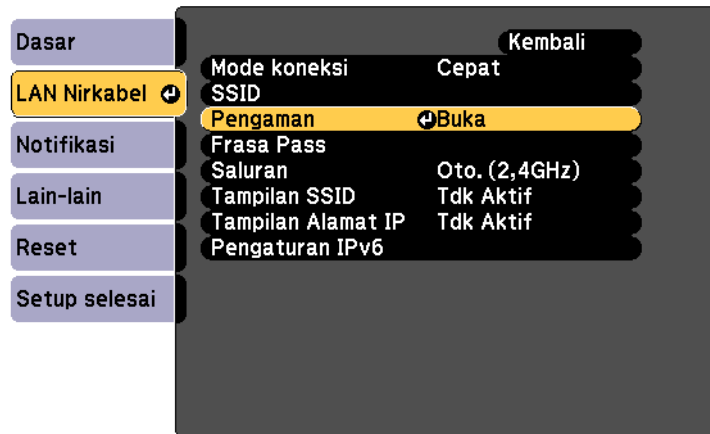 Dasar
LAN Nirkabel
Notifikasi
Lain-lain
Reset
Setup selesai
Kembali
Mode koneksi Cepat
SSID
Pengaman Buka
Frasa Pass
Saluran Oto. (2,4GHz)
Tampilan SSID Tdk Aktif
Tampilan Alamat IP Tdk Aktif
Pengaturan IPv6